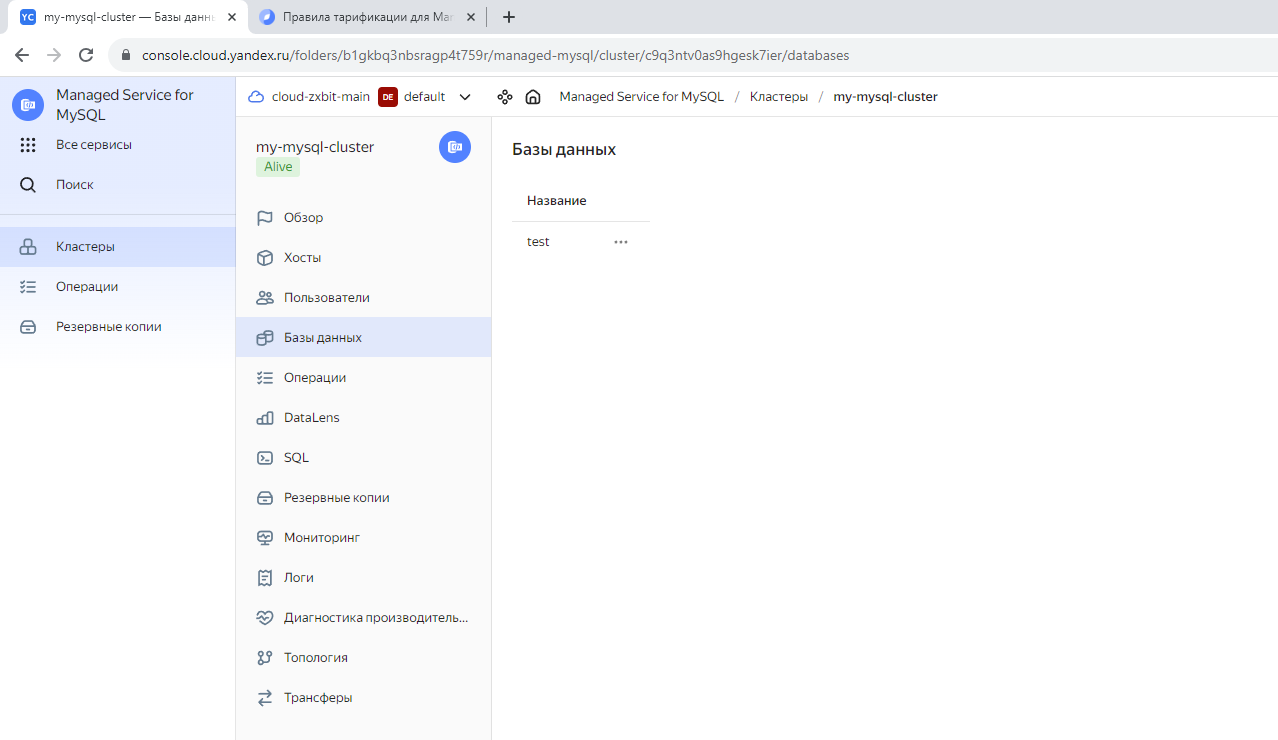 YC my-mysql-cluster — Базы данн
Правила тарификации для Man
console.cloud.yandex.ru/folders/b1gkbq3nbsragp4t759r/managed-mysql/cluster/c9q3ntv0as9hgesk7ier/databases
Managed Service for
MySQL
Все сервисы
Поиск
Кластеры
Операции
Резервные копии
cloud-zxbit-main DE default
Managed Service for MySQL / Кластеры / my-mysql-cluster
my-mysql-cluster
Alive
Обзор
Хосты
Пользователи
Базы данных
Операции
DataLens
SQL
Резервные копии
Мониторинг
Логи
Диагностика производитель...
Топология
Трансферы
Базы данных
Название
test